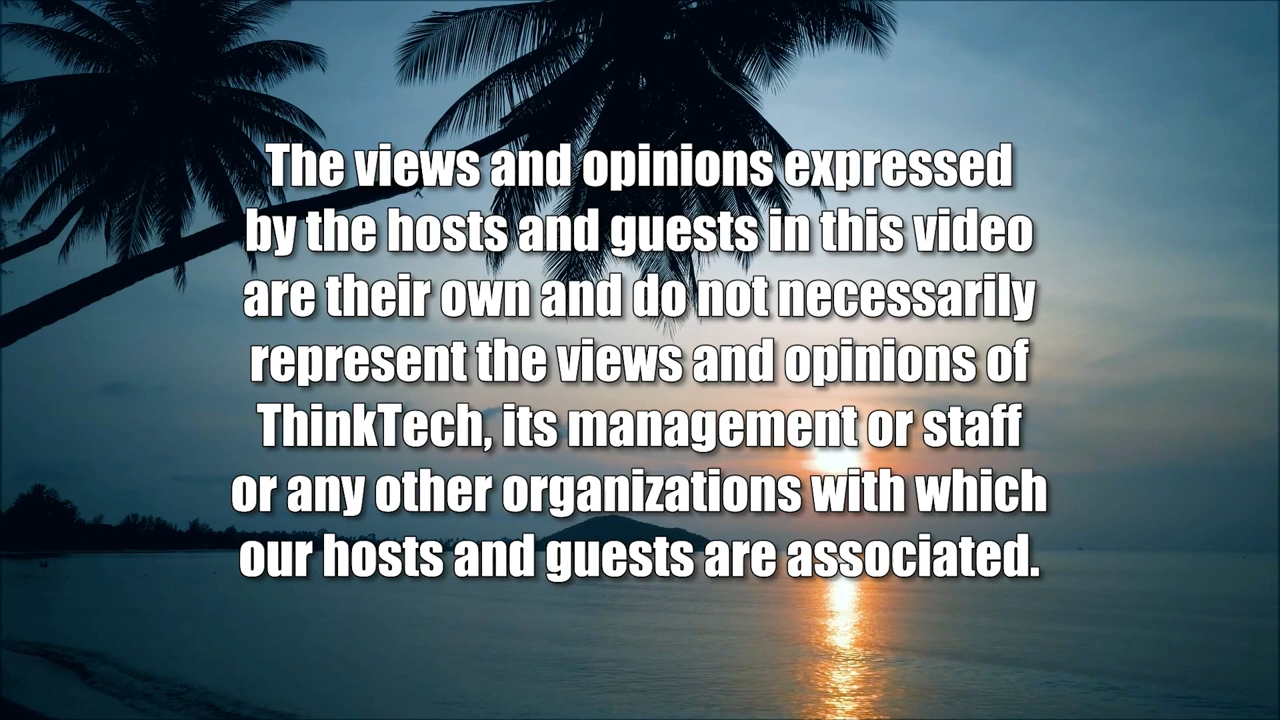 The views and opinions expressed
by the hosts and guests in this video
are their own and do not necessarily
represent the views and opinions of
ThinkTech, its management or staff
or any other organizations with which
our hosts and guests are associated.